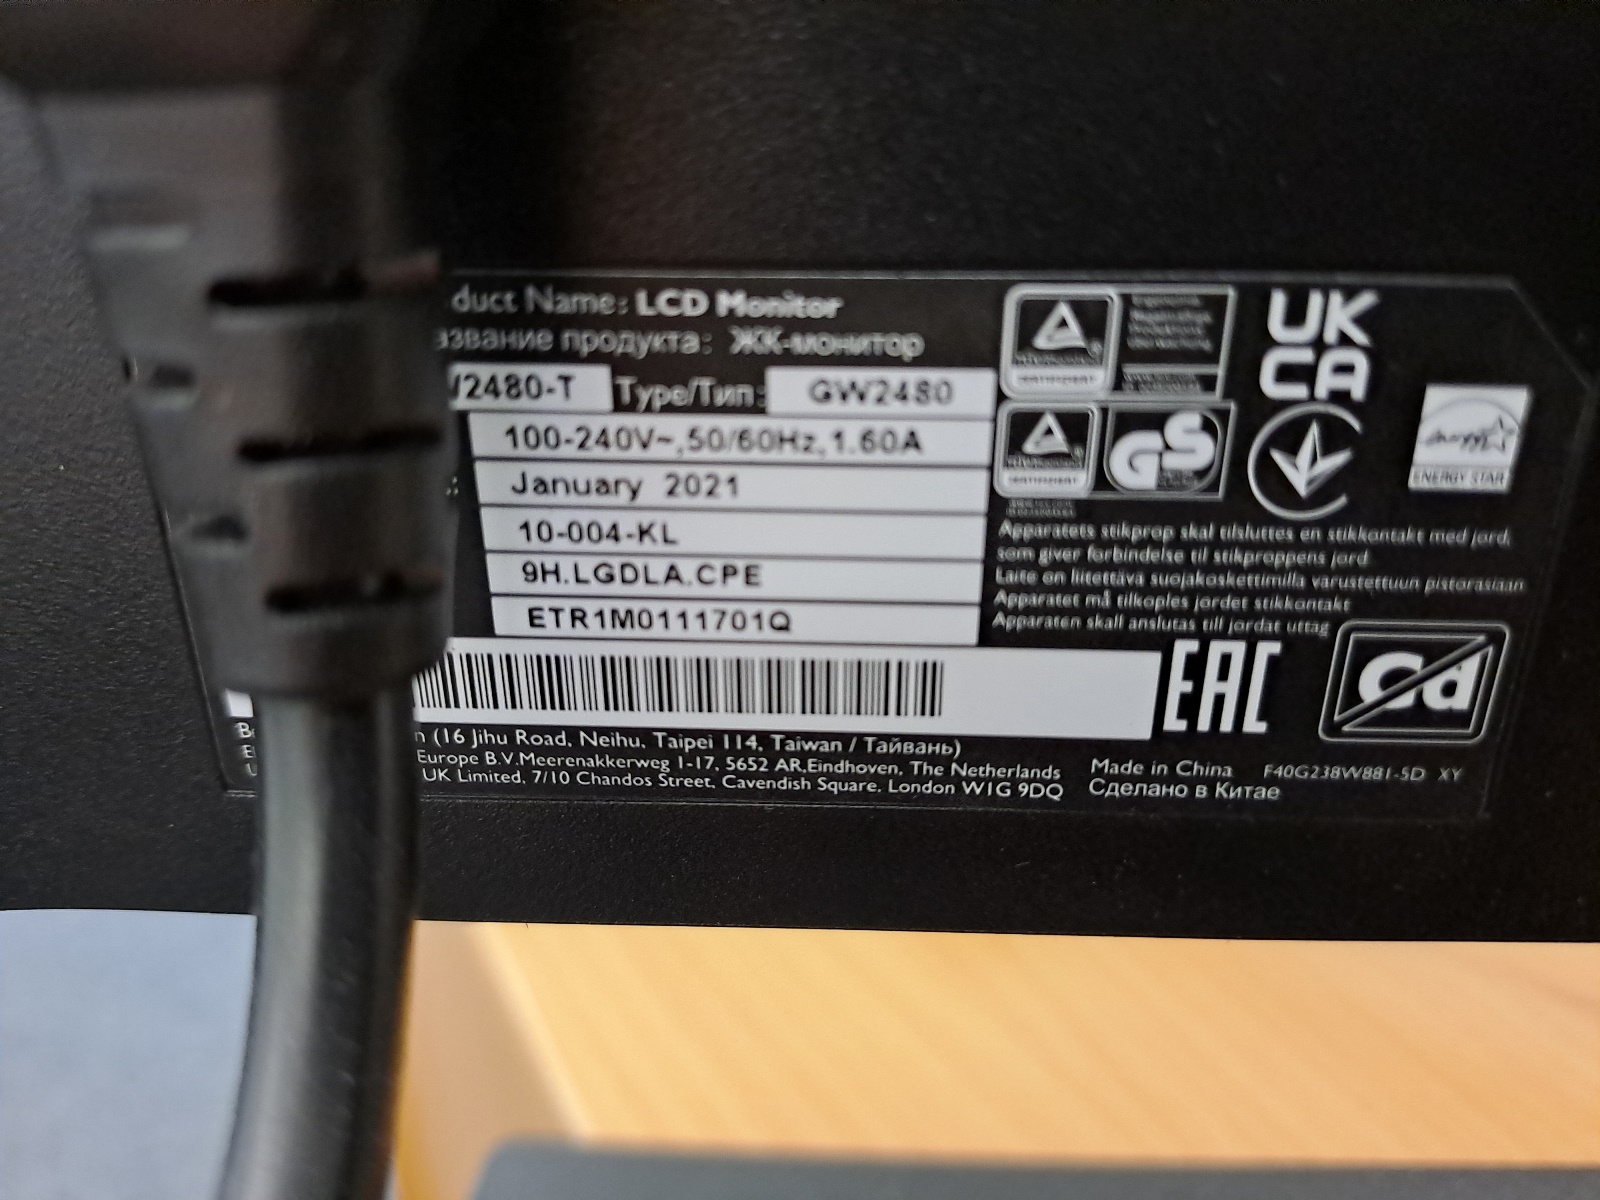 duct Name: LCD Monitor
азвание продукта: ЖК-монитор
2480-T Type/Тип: GW2480
100-240V~,50/60Hz,1.60A
January 2021
10-004-KL
9H.LGDLA.CPE
ETR1M0111701Q
UK
CA
GS
ENERGY STAR
Apparatets stikprop skal tilsluttes en stikkontakt med jord,
som giver forbindelse til stikproppens jord.
Laite on liitettävä suojakoskettimilla varustettuun pistorasiaan
Apparatet må tilkoples jordet stikkontakt
Apparaten skall anslutas till jordat uttag
EAC
Cd
n (16 Jihu Road, Neihu, Taipei 114, Taiwan / Тайвань)
Europe B.V.Meerenakkerweg 1-17, 5652 AR,Eindhoven, The Netherlands
UK Limited, 7/10 Chandos Street, Cavendish Square, London W1G 9DQ
Made in China F40G238W881-5D XY
Сделано в Китае